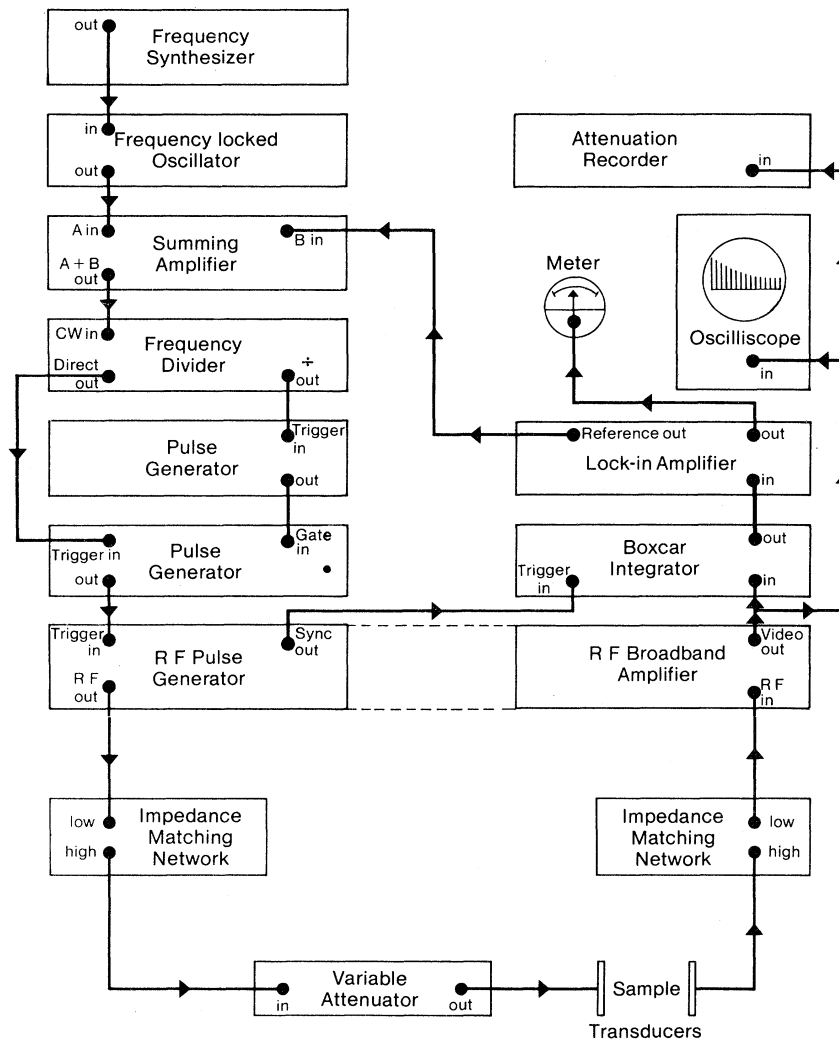 out
Frequency
Synthesizer
in
Frequency locked
Oscillator
out
Attenuation
Recorder
in
A in
Summing
Amplifier
B in
A + B
out
Meter
Oscilliscope
in
CW in
Frequency
Divider
Direct
out
÷
out
Pulse
Generator
Trigger
in
out
Reference out
out
Lock-in Amplifier
in
Trigger in
Pulse
Generator
Gate
in
out
Boxcar
Integrator
out
Trigger
in
in
Trigger
in
R F Pulse
Generator
Sync
out
R F
out
R F Broadband
Amplifier
Video
out
R F
in
low
Impedance
Matching
Network
high
Impedance
Matching
Network
low
high
Variable
Attenuator
in
out
Sample
Transducers